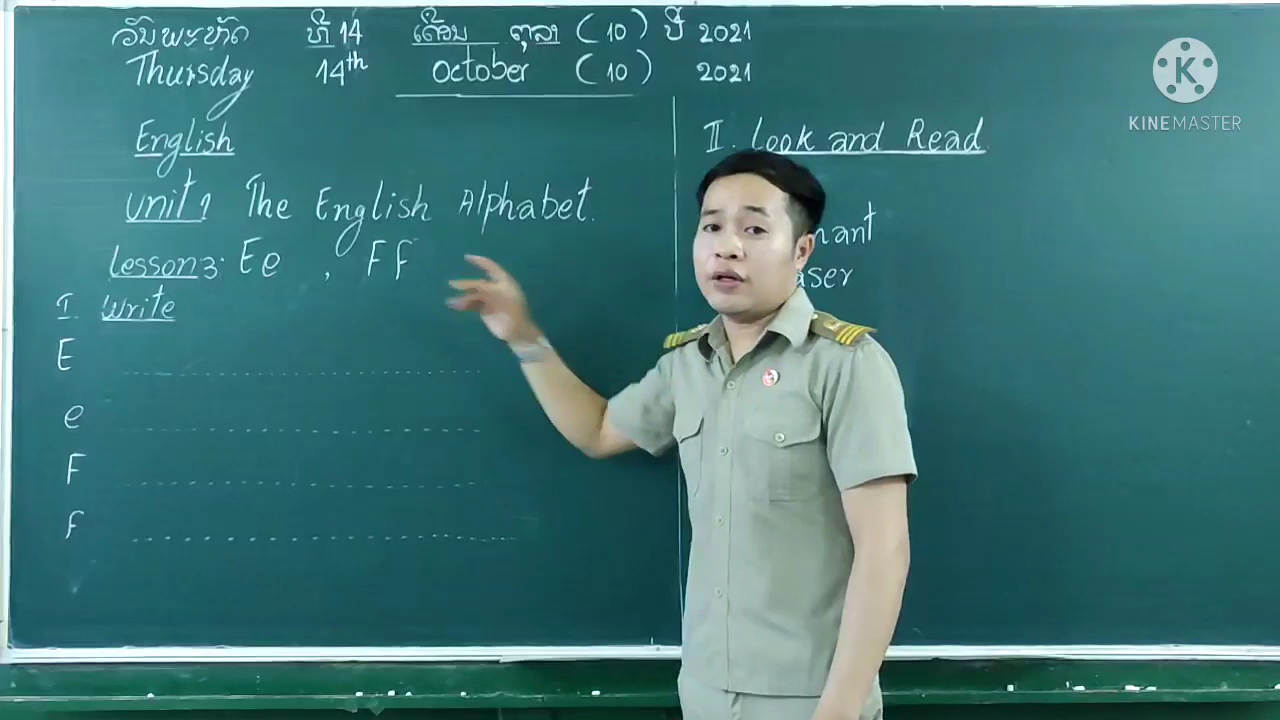 ວັນພະຫັດ ທີ 14 ເດືອນ ຕຸລາ (10) ປີ 2021
Thursday 14th October (10) 2021
English
Unit 1 The English Alphabet.
Lesson 3: Ee , Ff
I. Write
E
e
F
f
II. Look and Read
KINEMASTER